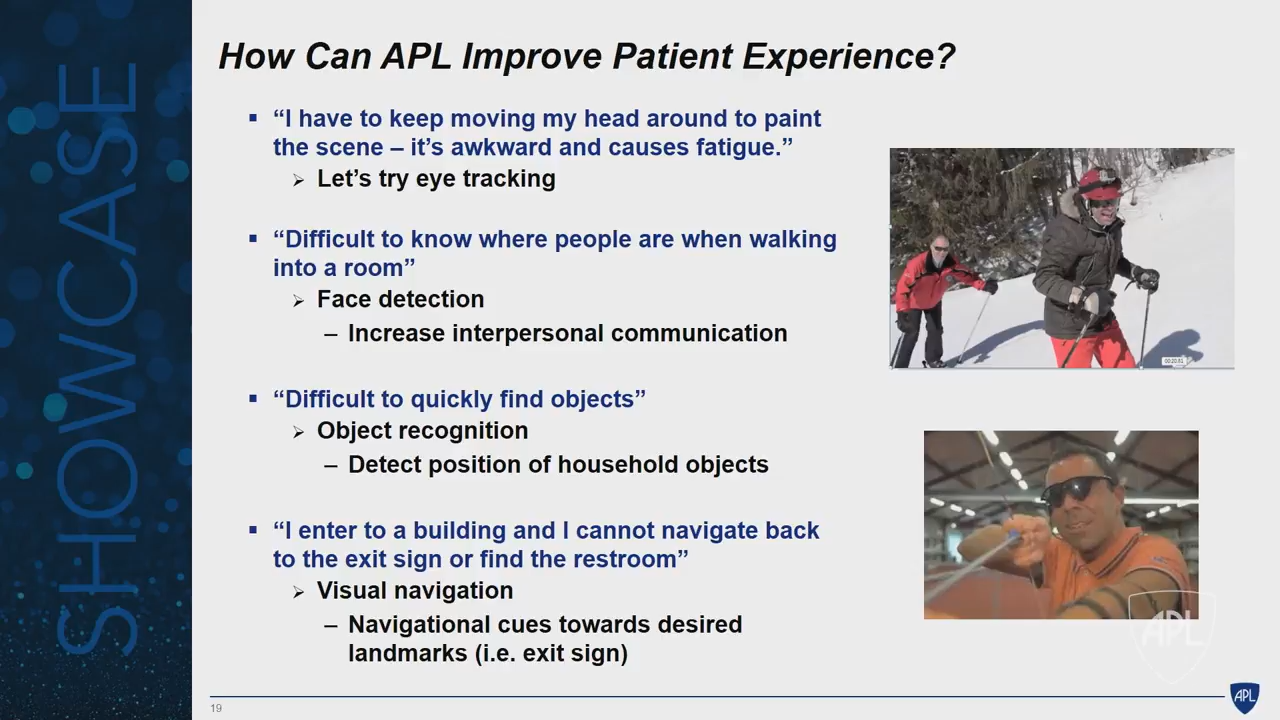 SHOWCASE
How Can APL Improve Patient Experience?
▪ “I have to keep moving my head around to paint
the scene – it’s awkward and causes fatigue.”
➢ Let’s try eye tracking
▪ “Difficult to know where people are when walking
into a room”
➢ Face detection
– Increase interpersonal communication
▪ “Difficult to quickly find objects”
➢ Object recognition
– Detect position of household objects
▪ “I enter to a building and I cannot navigate back
to the exit sign or find the restroom”
➢ Visual navigation
– Navigational cues towards desired
landmarks (i.e. exit sign)
APL
19
APL